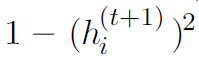 $1 - (h_i^{(t+1)})^2$